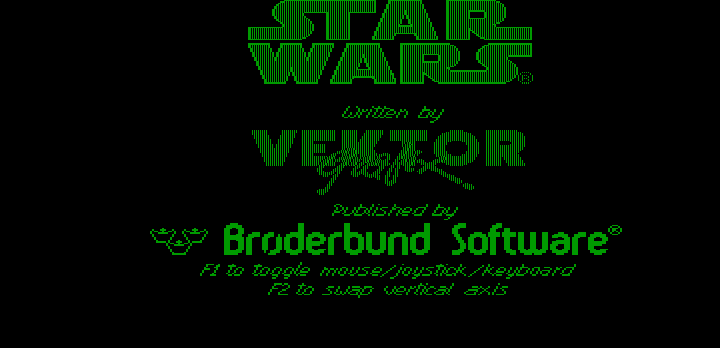 STAR
WARS®
Written by
VEKTOR
grafix
Published by
Brøderbund Software®
F1 to toggle mouse/joystick/keyboard
F2 to swap vertical axis